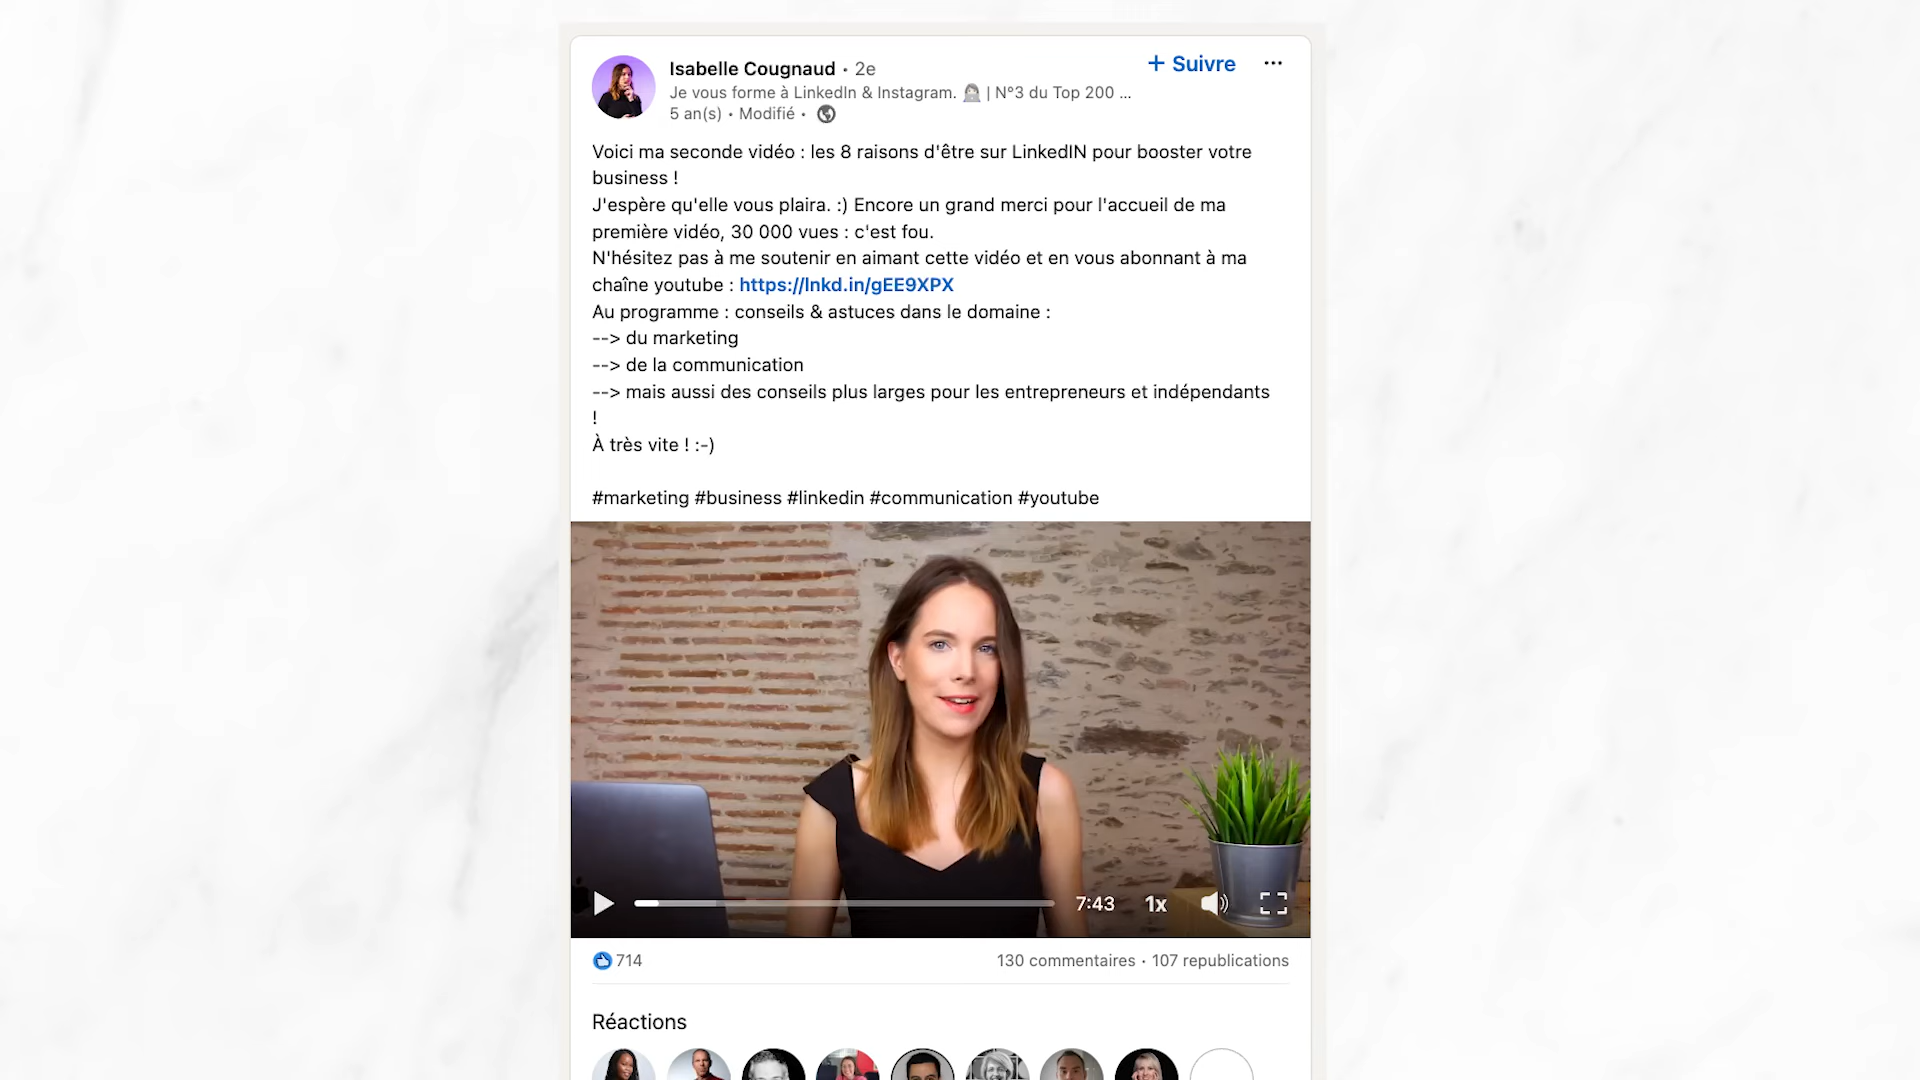 Isabelle Cougnaud • 2e
+ Suivre
Je vous forme à LinkedIn & Instagram. 👩🏻‍💻 | N°3 du Top 200 ...
5 an(s) • Modifié •
Voici ma seconde vidéo : les 8 raisons d'être sur LinkedIN pour booster votre
business !
J'espère qu'elle vous plaira. :) Encore un grand merci pour l'accueil de ma
première vidéo, 30 000 vues : c'est fou.
N'hésitez pas à me soutenir en aimant cette vidéo et en vous abonnant à ma
chaîne youtube : https://lnkd.in/gEE9XPX
Au programme : conseils & astuces dans le domaine :
--> du marketing
--> de la communication
--> mais aussi des conseils plus larges pour les entrepreneurs et indépendants
!
À très vite ! :-)
#marketing #business #linkedin #communication #youtube
7:43 1x
714
130 commentaires • 107 republications
Réactions